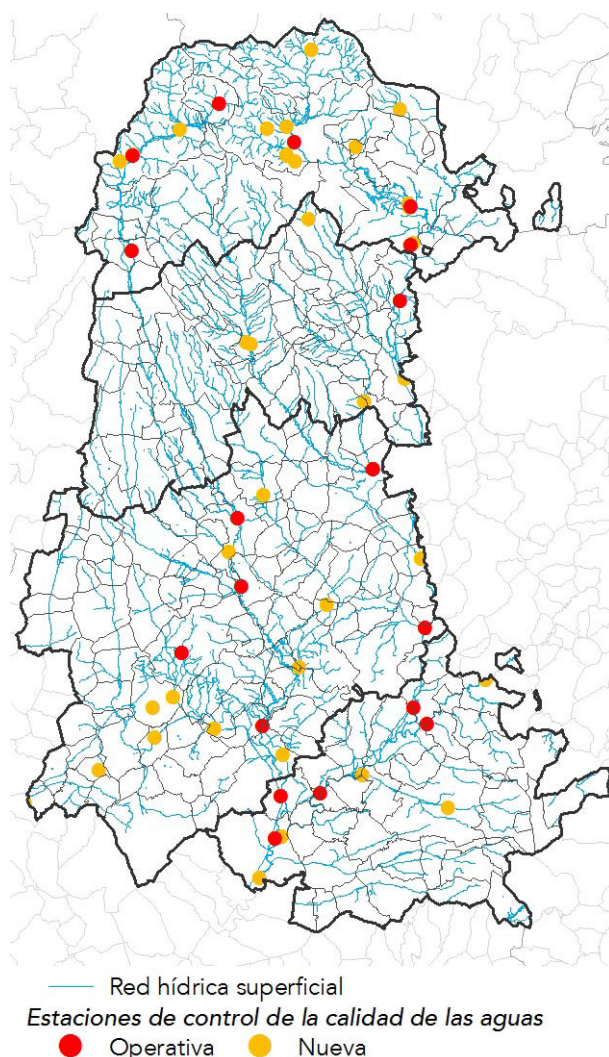 Red hídrica superficial
Estaciones de control de la calidad de las aguas
Operativa Nueva